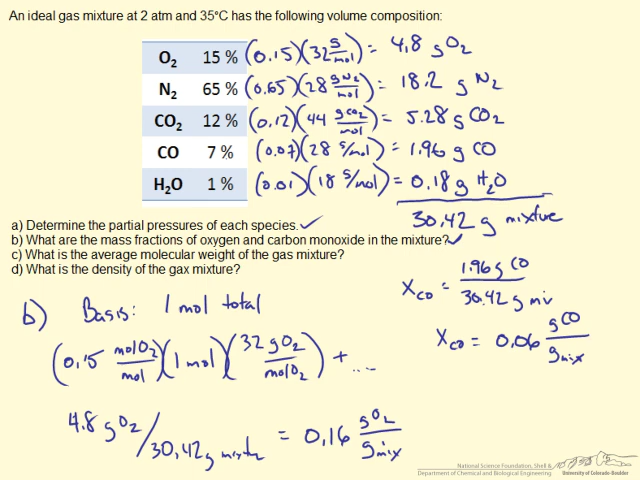 An ideal gas mixture at 2 atm and 35°C has the following volume composition:
O₂ 15 % (0.15)(32 g/mol) = 4.8 g O₂
N₂ 65 % (0.65)(28 g N₂/mol) = 18.2 g N₂
CO₂ 12 % (0.12)(44 g CO₂/mol) = 5.28 g CO₂
CO 7 % (0.07)(28 g/mol) = 1.96 g CO
H₂O 1 % (0.01)(18 g/mol) = 0.18 g H₂O
30.42 g mixture
a) Determine the partial pressures of each species. ✓
b) What are the mass fractions of oxygen and carbon monoxide in the mixture? ✓
c) What is the average molecular weight of the gas mixture?
d) What is the density of the gax mixture?
X_CO = 1.96 g CO / 30.42 g mix
X_CO = 0.06 g CO / g mix
b) Basis: 1 mol total
(0.15 mol O₂/mol)(1 mol)(32 g O₂/mol O₂) + ....
4.8 g O₂ / 30.42 g mixture = 0.16 g O₂ / g mix
National Science Foundation, Shell &
Department of Chemical and Biological Engineering
University of Colorado-Boulder